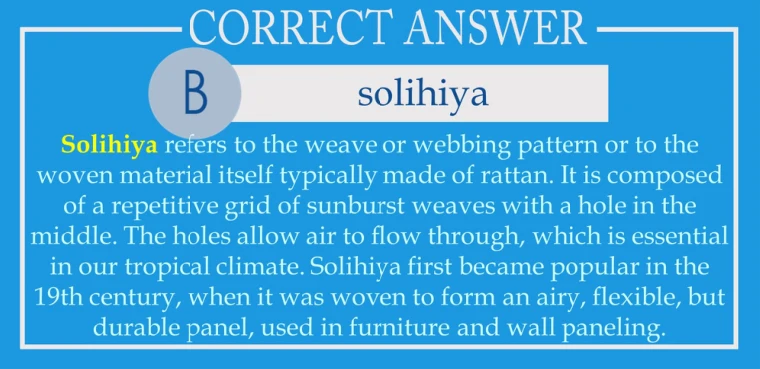 CORRECT ANSWER
B
solihiya
Solihiya refers to the weave or webbing pattern or to the
woven material itself typically made of rattan. It is composed
of a repetitive grid of sunburst weaves with a hole in the
middle. The holes allow air to flow through, which is essential
in our tropical climate. Solihiya first became popular in the
19th century, when it was woven to form an airy, flexible, but
durable panel, used in furniture and wall paneling.